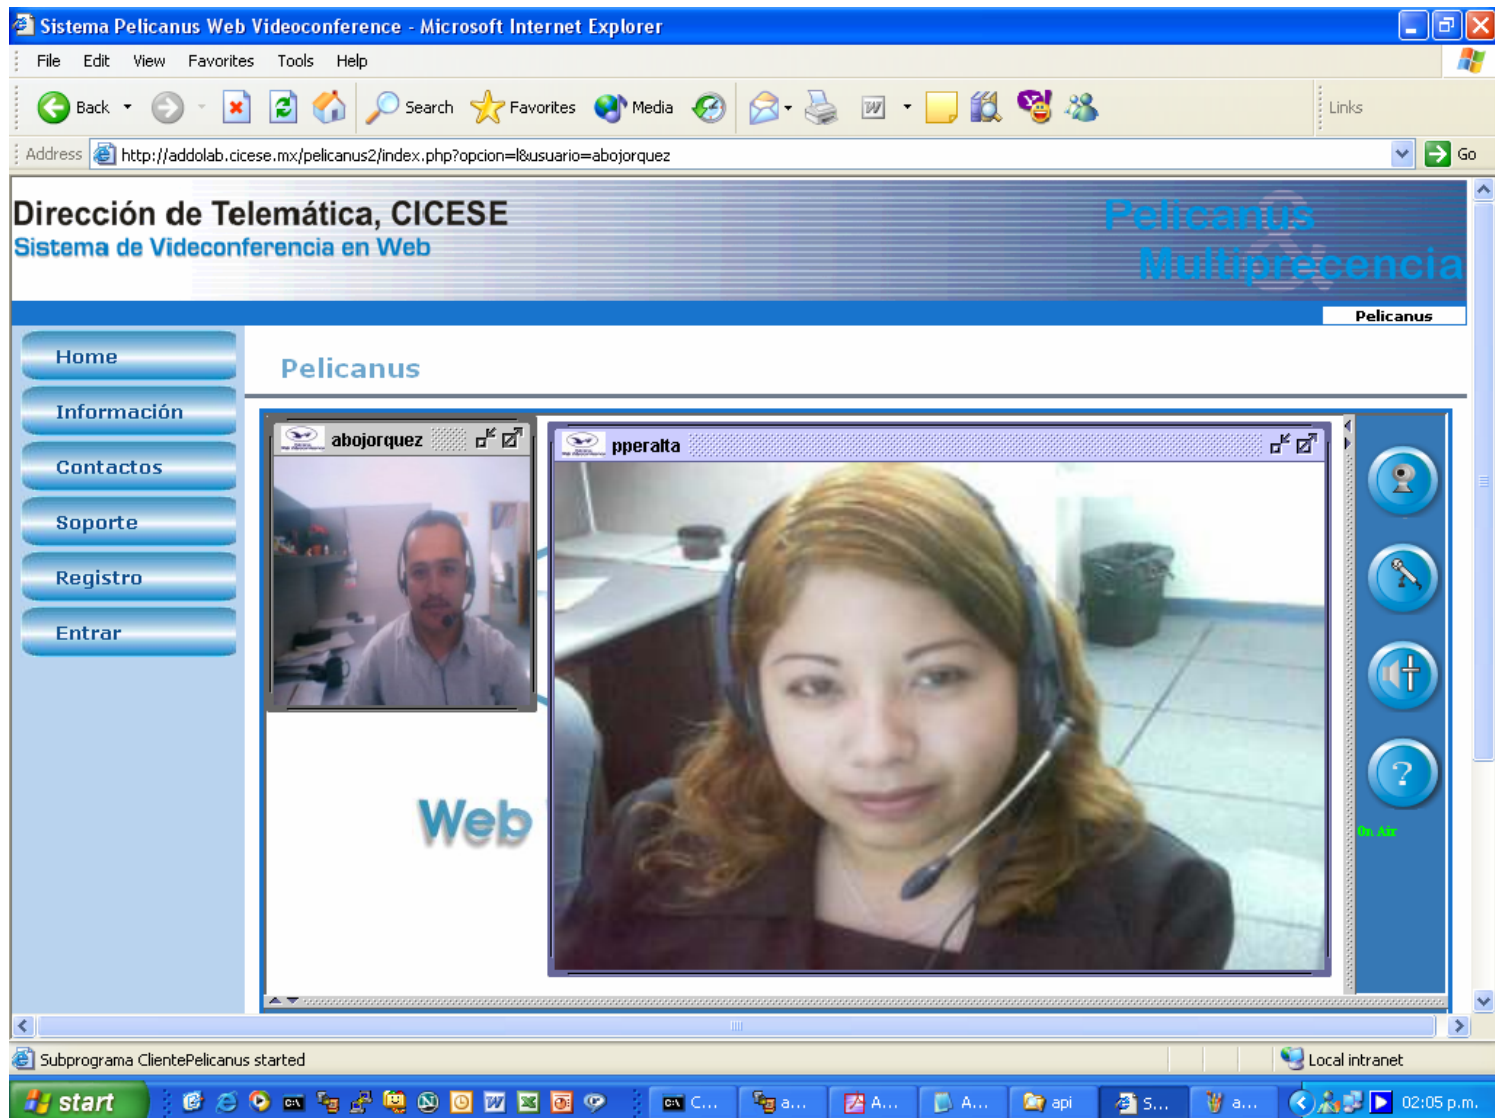 Sistema Pelicanus Web Videoconference - Microsoft Internet Explorer
File Edit View Favorites Tools Help
Back Search Favorites Media Links
Address http://addolab.cicese.mx/pelicanus2/index.php?opcion=l&usuario=abojorquez Go
Dirección de Telemática, CICESE
Sistema de Videconferencia en Web
Pelicanus
&
Multiprecencia
Pelicanus
Home
Información
Contactos
Soporte
Registro
Entrar
Pelicanus
abojorquez
pperalta
Web
?
On Air
Subprograma ClientePelicanus started
Local intranet
start C... a... A... A... api S... a... 02:05 p.m.